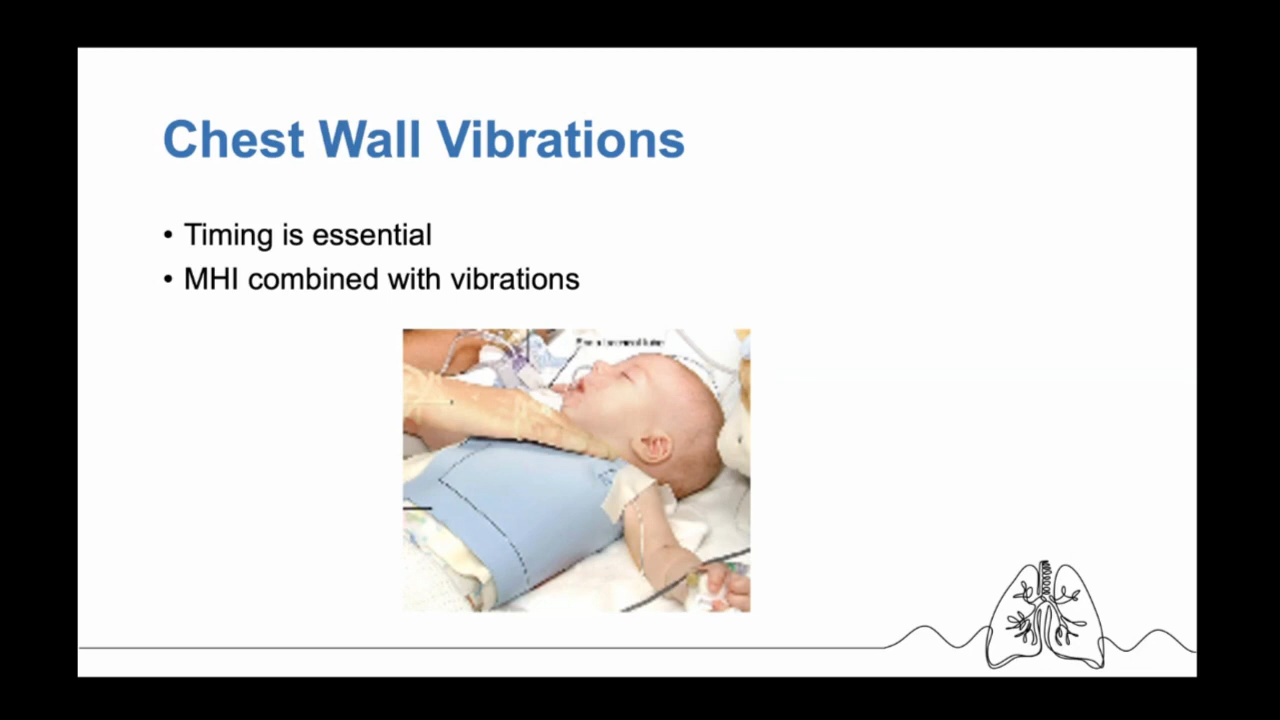 Chest Wall Vibrations
• Timing is essential
• MHI combined with vibrations